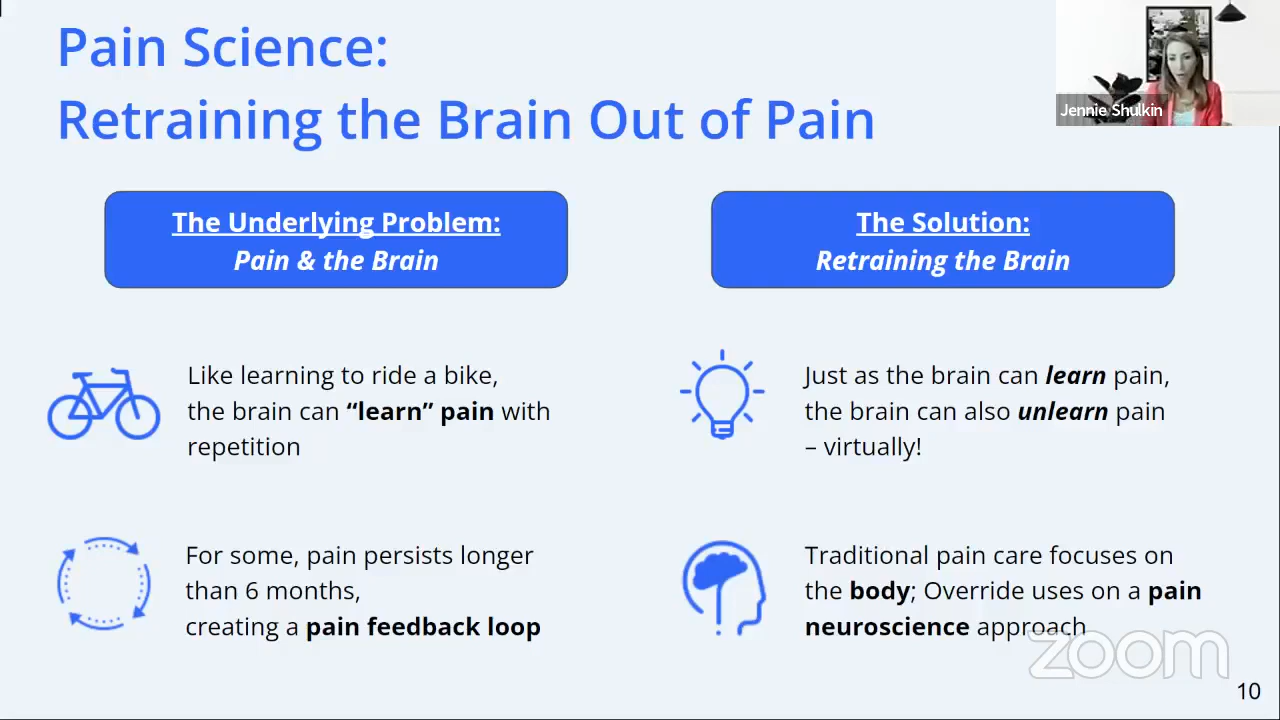 Pain Science:
Retraining the Brain Out of Pain
Jennie Shulkin
The Underlying Problem:
Pain & the Brain
Like learning to ride a bike,
the brain can “learn” pain with
repetition
For some, pain persists longer
than 6 months,
creating a pain feedback loop
The Solution:
Retraining the Brain
Just as the brain can learn pain,
the brain can also unlearn pain
– virtually!
Traditional pain care focuses on
the body; Override uses on a pain
neuroscience approach
zoom
10